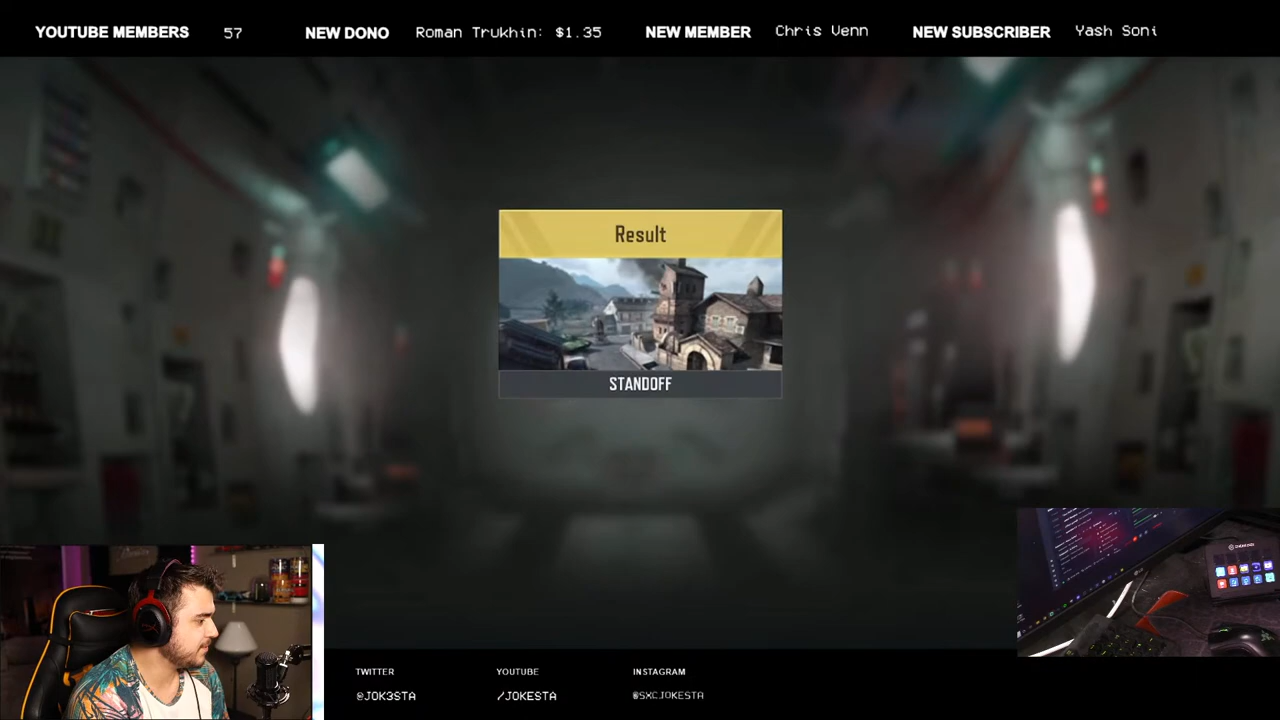 YOUTUBE MEMBERS 57 NEW DONO Roman Trukhin: $1.35 NEW MEMBER Chris Venn NEW SUBSCRIBER Yash Soni
Result
STANDOFF
TWITTER YOUTUBE INSTAGRAM
@JOK3STA /JOKESTA @SXCJOKESTA